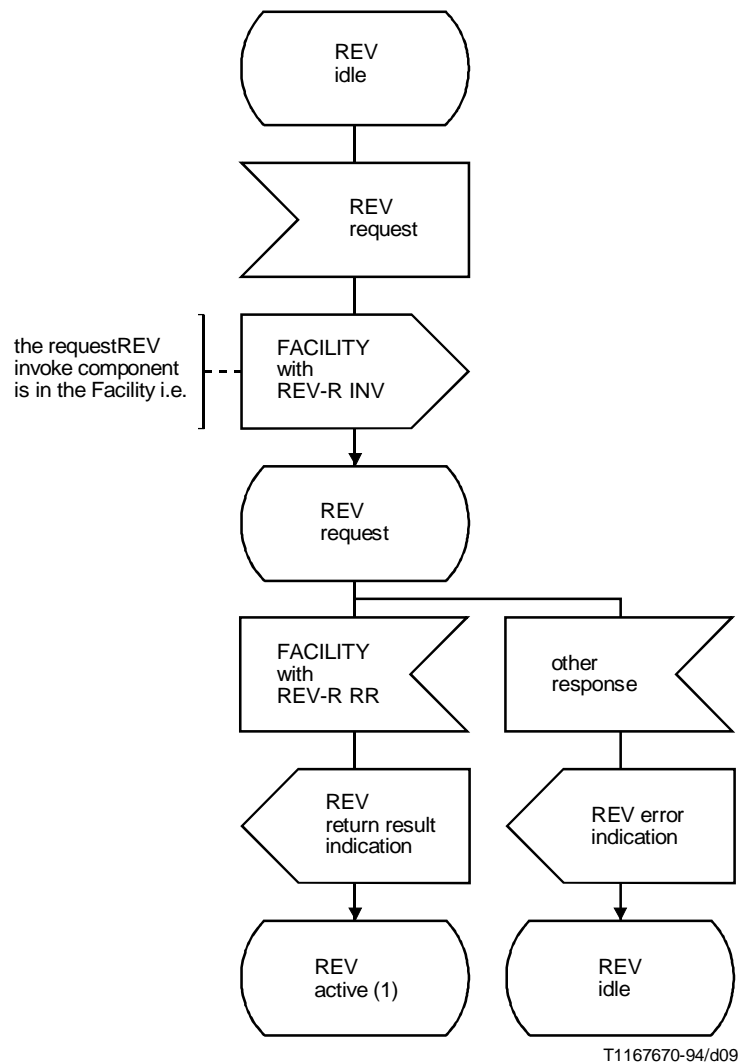 REV
idle
REV
request
the requestREV
invoke component
is in the Facility i.e.
FACILITY
with
REV-R INV
REV
request
FACILITY
with
REV-R RR
other
response
REV
return result
indication
REV error
indication
REV
active (1)
REV
idle
T1167670-94/d09